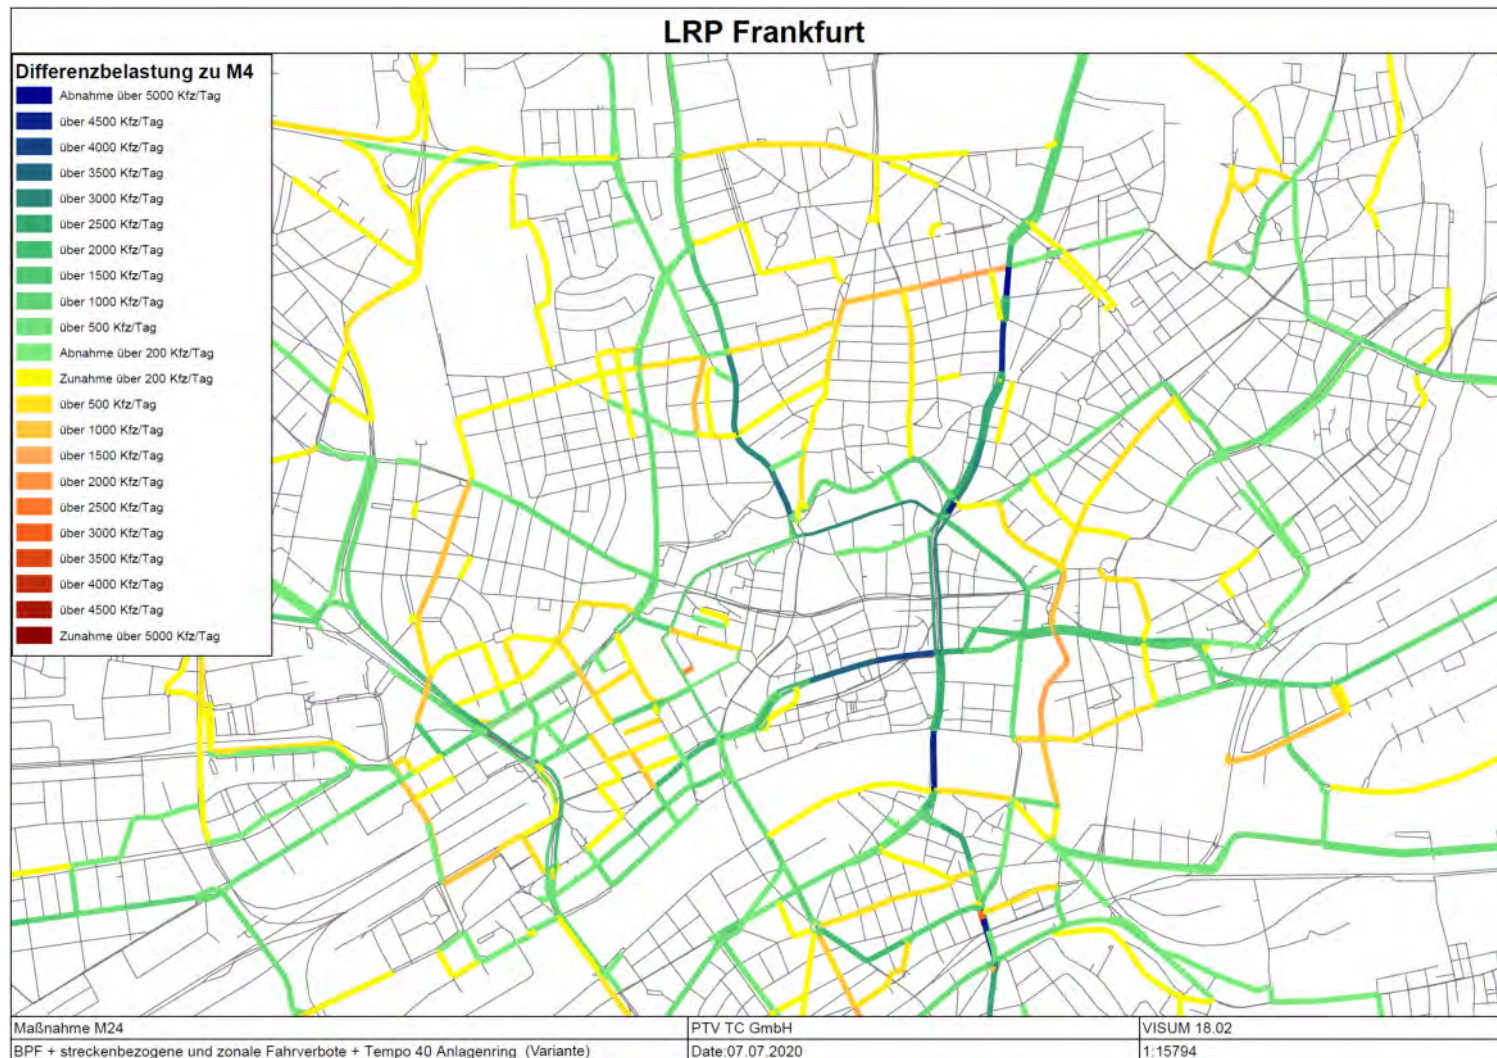 LRP Frankfurt
Differenzbelastung zu M4
Abnahme über 5000 Kfz/Tag
über 4500 Kfz/Tag
über 4000 Kfz/Tag
über 3500 Kfz/Tag
über 3000 Kfz/Tag
über 2500 Kfz/Tag
über 2000 Kfz/Tag
über 1500 Kfz/Tag
über 1000 Kfz/Tag
über 500 Kfz/Tag
Abnahme über 200 Kfz/Tag
Zunahme über 200 Kfz/Tag
über 500 Kfz/Tag
über 1000 Kfz/Tag
über 1500 Kfz/Tag
über 2000 Kfz/Tag
über 2500 Kfz/Tag
über 3000 Kfz/Tag
über 3500 Kfz/Tag
über 4000 Kfz/Tag
über 4500 Kfz/Tag
Zunahme über 5000 Kfz/Tag
Maßnahme M24
PTV TC GmbH
VISUM 18.02
BPF + streckenbezogene und zonale Fahrverbote + Tempo 40 Anlagenring (Variante)
Date:07.07.2020
1:15794